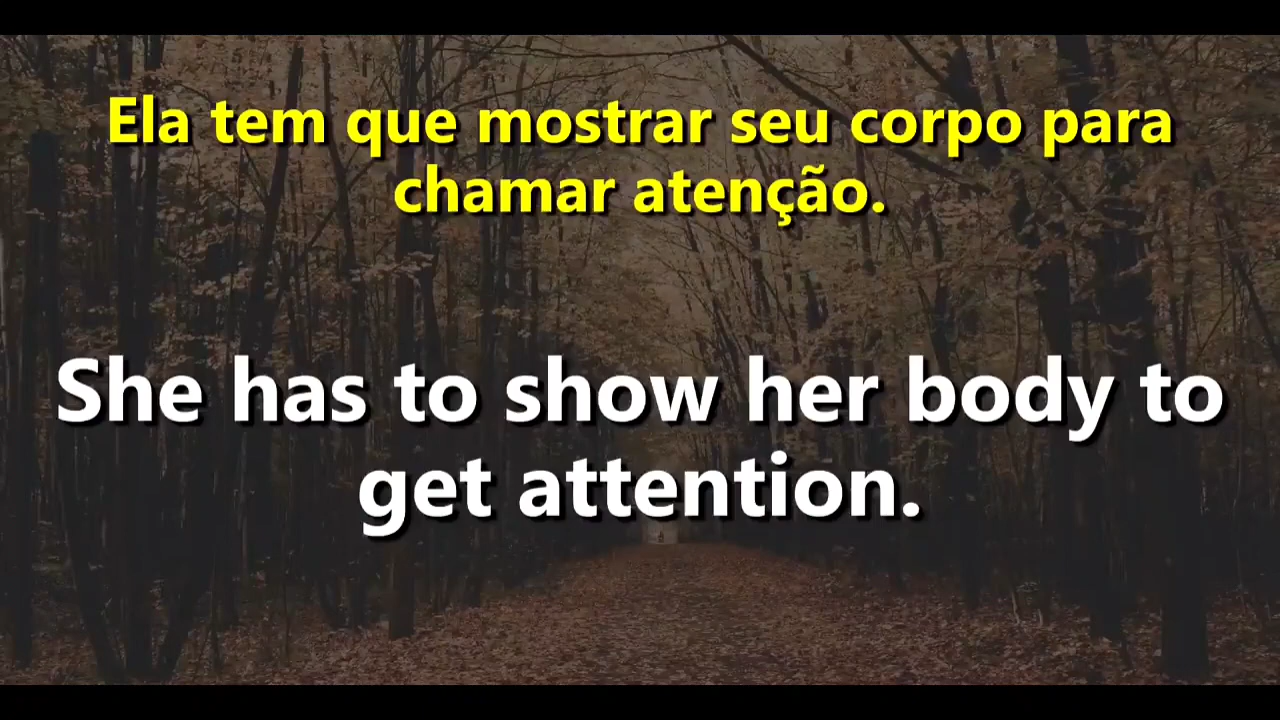 Ela tem que mostrar seu corpo para
chamar atenção.
She has to show her body to
get attention.